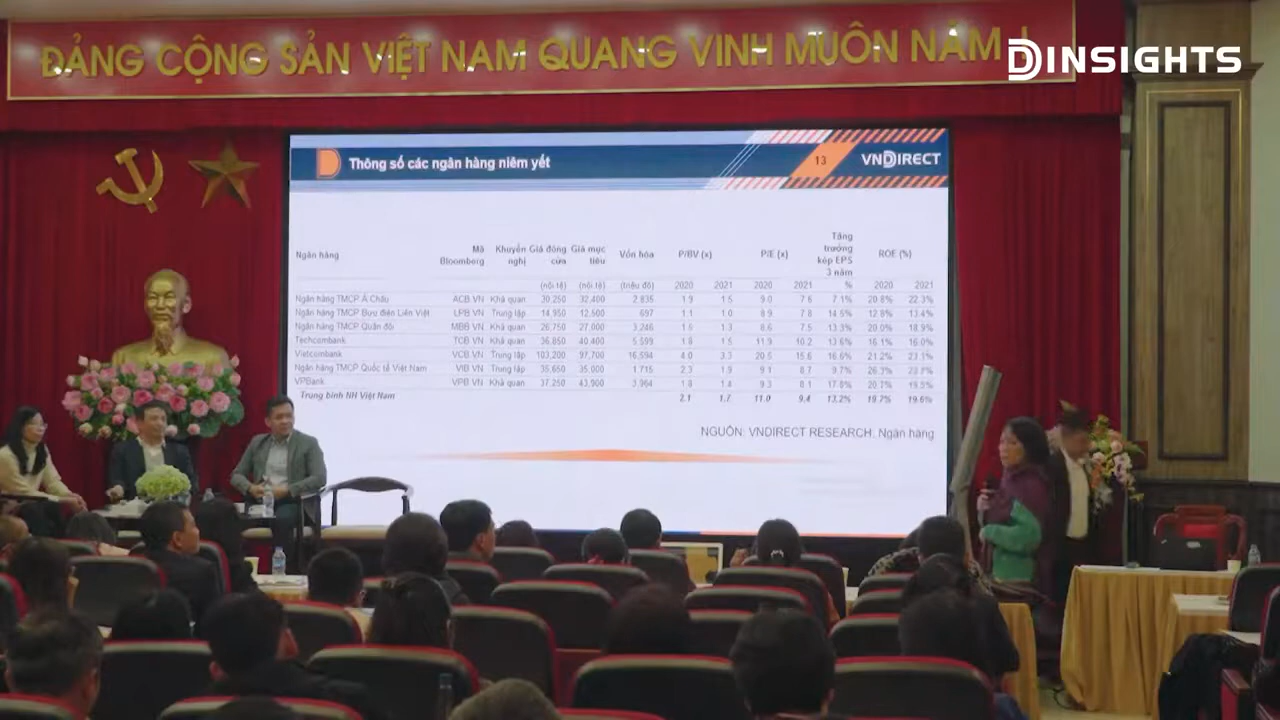 ĐẢNG CỘNG SẢN VIỆT NAM QUANG VINH MUÔN NĂM !
DINSIGHTS
Thông số các ngân hàng niêm yết
13
VNDIRECT
Ngân hàng Mã Bloomberg Khuyến nghị Giá đóng cửa Giá mục tiêu Vốn hóa P/BV (x) P/E (x) Tăng trưởng kép EPS 3 năm ROE (%)
(nội tệ) (nội tệ) (triệu đô) 2020 2021 2020 2021 % 2020 2021
Ngân hàng TMCP Á Châu ACB VN Khả quan 30,250 32,400 2,835 1.9 1.5 9.0 7.6 7.1% 20.8% 22.3%
Ngân hàng TMCP Bưu điện Liên Việt LPB VN Trung lập 14,950 12,500 697 1.1 1.0 8.9 7.8 14.5% 12.8% 13.4%
Ngân hàng TMCP Quân đội MBB VN Khả quan 26,750 27,000 3,246 1.3 8.6 7.5 13.3% 20.0% 18.9%
Techcombank TCB VN Khả quan 36,850 40,400 5,599 1.8 1.5 11.9 10.2 13.6% 16.1% 16.0%
Vietcombank VCB VN Trung lập 103,200 97,700 16,594 4.0 3.3 20.5 15.6 16.6% 21.2% 23.1%
Ngân hàng TMCP Quốc tế Việt Nam VIB VN Trung lập 35,650 35,000 1,715 2.3 1.9 9.1 8.7 9.7% 26.3%
VPBank VPB VN Khả quan 37,250 43,900 3,964 1.8 1.4 9.3 8.1 17.8% 19.5%
Trung bình NH Việt Nam 2.1 1.7 11.0 9.4 13.2% 19.7% 19.6%
NGUỒN: VNDIRECT RESEARCH, Ngân hàng